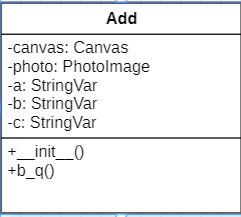 Add
-canvas: Canvas
-photo: PhotoImage
-a: StringVar
-b: StringVar
-c: StringVar
+__init__()
+b_q()